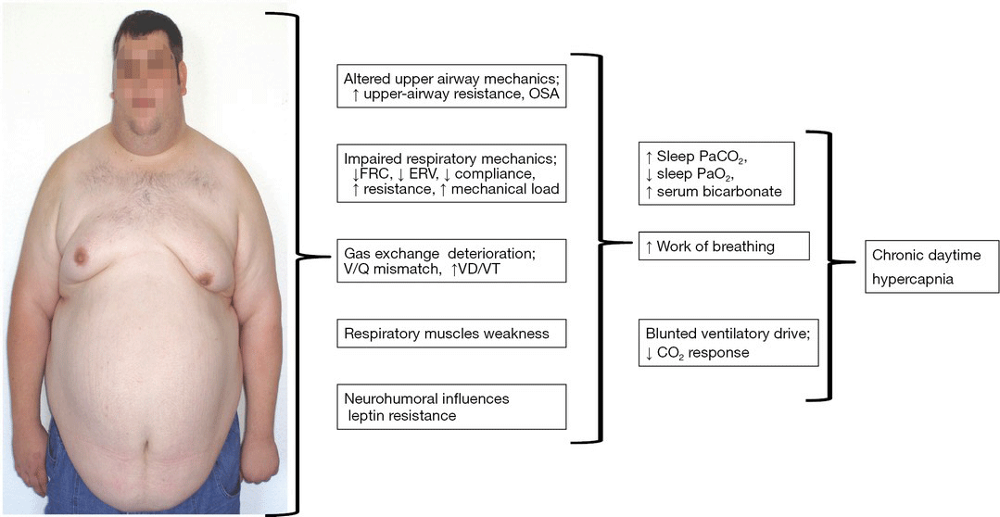 Altered upper airway mechanics;
↑ upper-airway resistance, OSA
Impaired respiratory mechanics;
↓FRC, ↓ ERV, ↓ compliance,
↑ resistance, ↑ mechanical load
Gas exchange deterioration;
V/Q mismatch, ↑VD/VT
Respiratory muscles weakness
Neurohumoral influences
leptin resistance
↑ Sleep PaCO₂,
↓ sleep PaO₂,
↑ serum bicarbonate
↑ Work of breathing
Blunted ventilatory drive;
↓ CO₂ response
Chronic daytime
hypercapnia